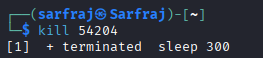 ┌──(sarfraj㉿Sarfraj)-[~]
└─$ kill 54204
[1]  + terminated  sleep 300